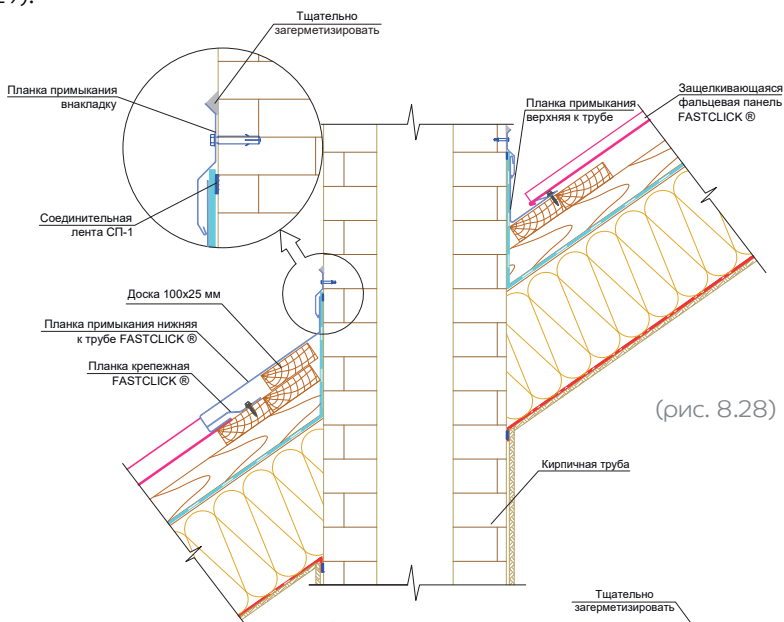 Тщательно
загерметизировать
Планка примыкания
внакладку
Планка примыкания
верхняя к трубе
Защелкивающаяся
фальцевая панель
FASTCLICK ®
Соединительная
лента СП-1
Доска 100х25 мм
Планка примыкания нижняя
к трубе FASTCLICK ®
Планка крепежная
FASTCLICK ®
(рис. 8.28)
Кирпичная труба
Тщательно
загерметизировать